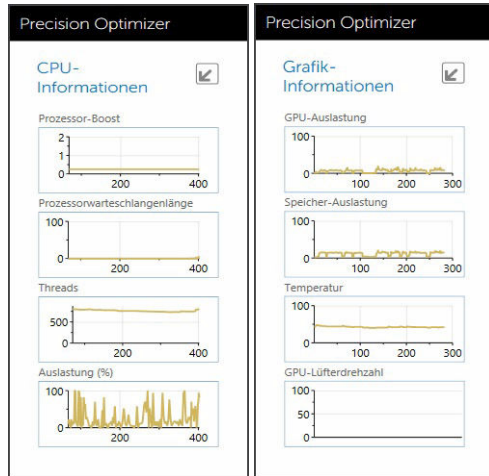 Precision Optimizer
CPU-
Informationen
Prozessor-Boost
2
1
0
200
400
Prozessorwarteschlangenlänge
100
0
200
400
Threads
500
200
400
Auslastung (%)
100
0
200
400
Precision Optimizer
Grafik-
Informationen
GPU-Auslastung
100
0
100
200
300
Speicher-Auslastung
100
0
100
200
300
Temperatur
100
0
100
200
300
GPU-Lüfterdrehzahl
100
50
0